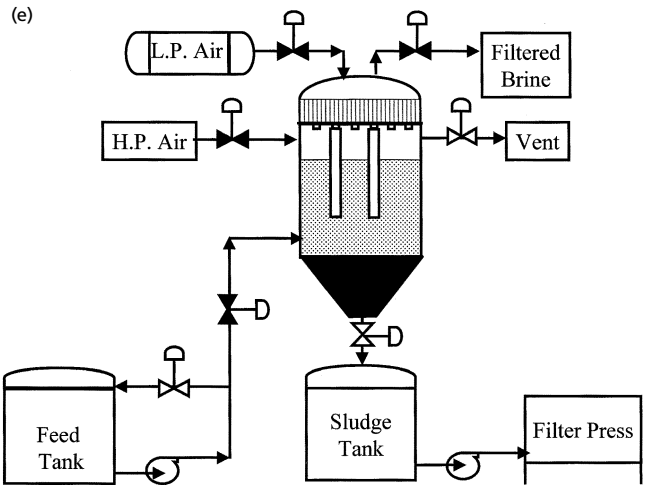 (e)
L.P. Air
Filtered
Brine
H.P. Air
Vent
Feed
Tank
Sludge
Tank
Filter Press